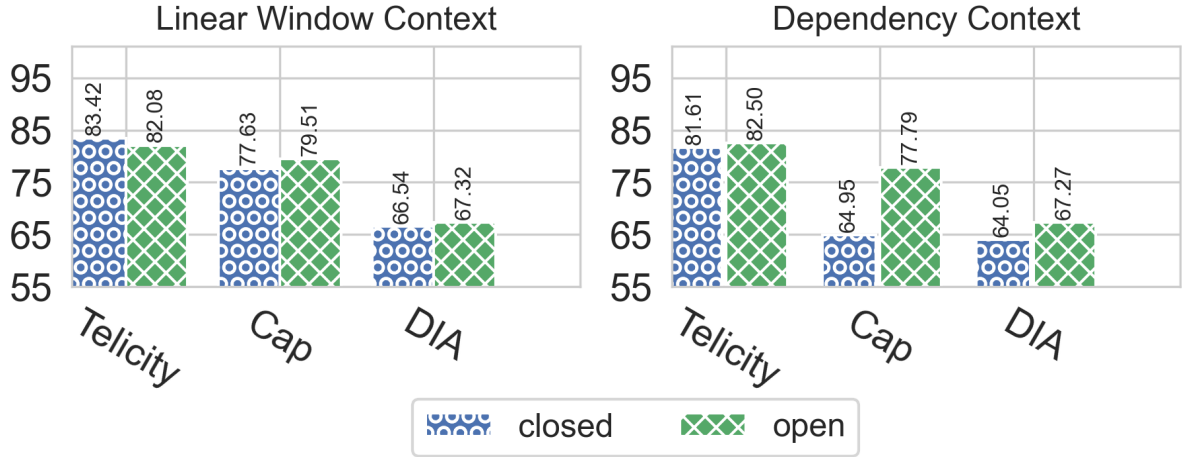 Linear Window Context
95
85
75
65
55
83.42
82.08
77.63
79.51
66.54
67.32
Telicity
Cap
DIA
Dependency Context
95
85
75
65
55
81.61
82.50
64.95
77.79
64.05
67.27
Telicity
Cap
DIA
closed
open